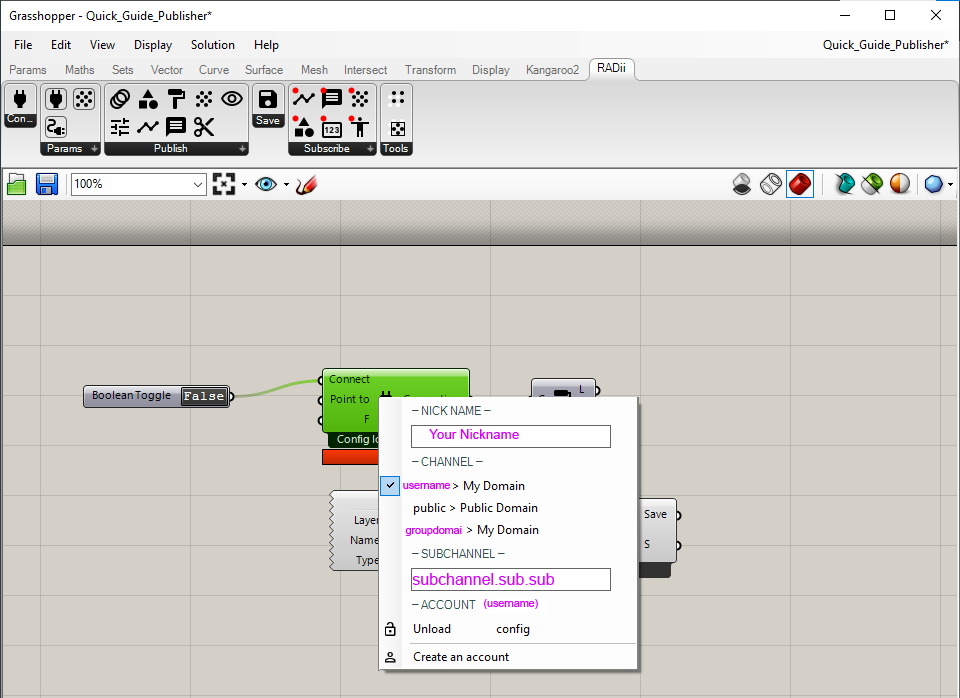 Grasshopper - Quick_Guide_Publisher*
File Edit View Display Solution Help Quick_Guide_Publisher*
Params Maths Sets Vector Curve Surface Mesh Intersect Transform Display Kangaroo2 RADii
123
Con... Save
Params Publish Subscribe Tools
100%
Connect
L
Boolean Toggle False
Point to
F
Config
– NICK NAME –
Your Nickname
– CHANNEL –
username > My Domain
public > Public Domain
groupdomai > My Domain
– SUBCHANNEL –
subchannel.sub.sub
– ACCOUNT (username)
Unload config
Create an account
Layer
Name
Type
Save
S